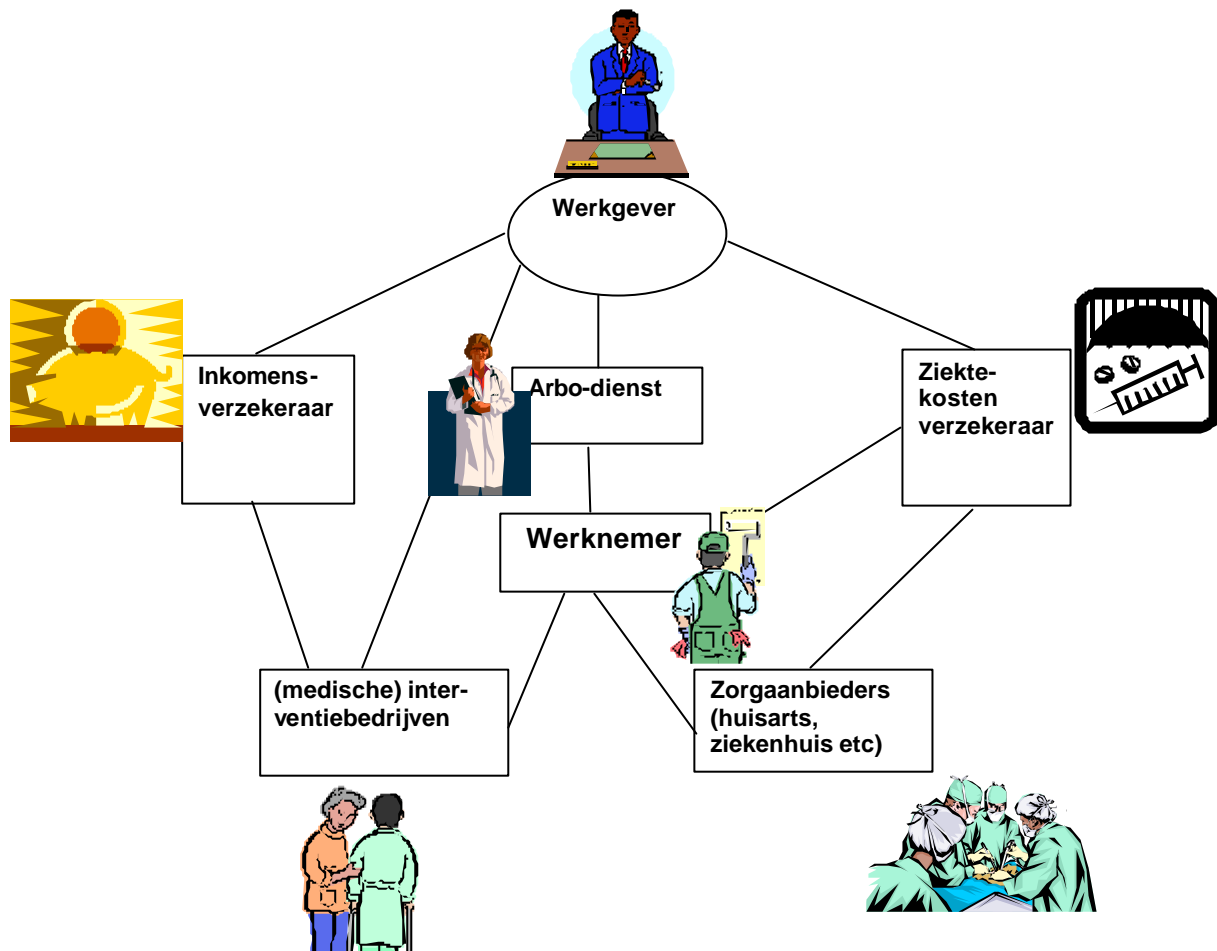 Werkgever
Inkomens-
verzekeraar
Arbo-dienst
Ziekte-
kosten
verzekeraar
Werknemer
(medische) inter-
ventiebedrijven
Zorgaanbieders
(huisarts,
ziekenhuis etc)